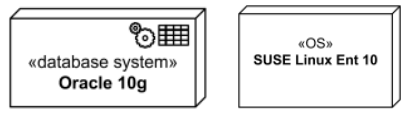 «database system»
Oracle 10g
«OS»
SUSE Linux Ent 10